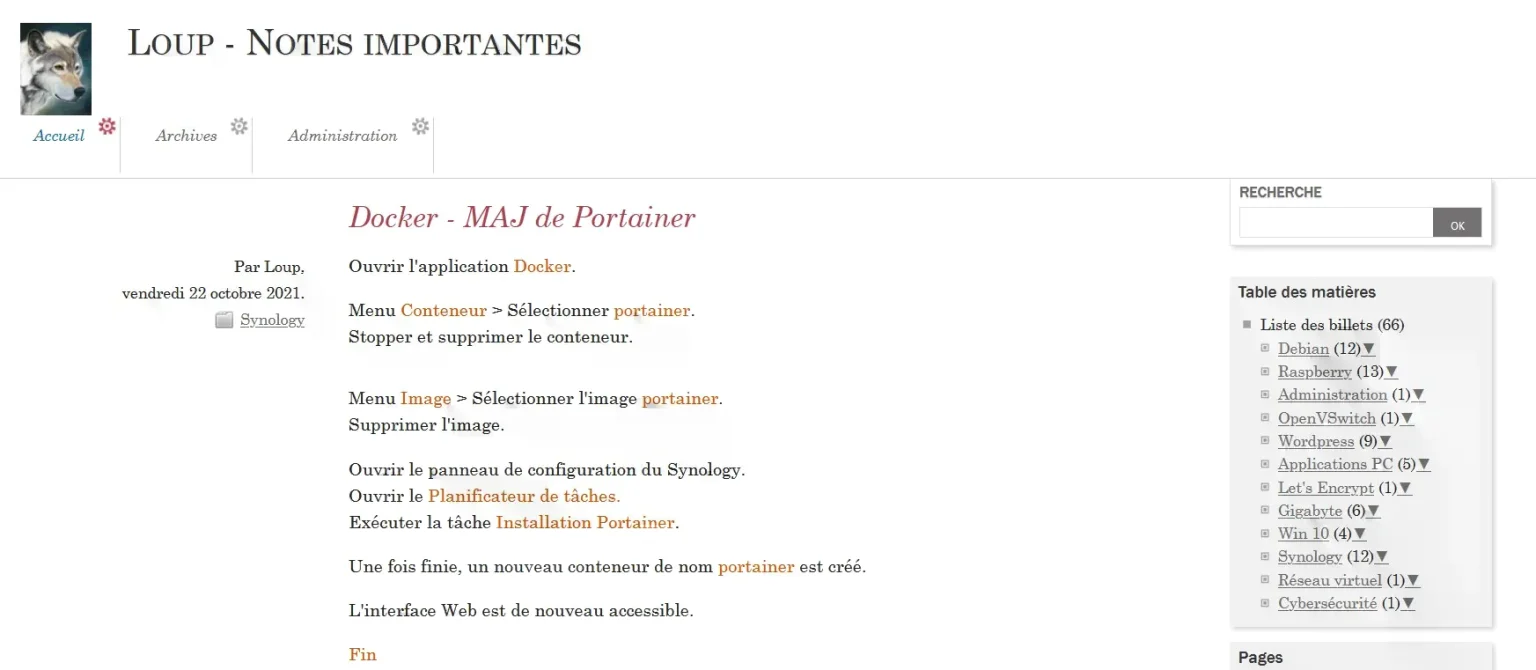 LOUP - NOTES IMPORTANTES
Accueil
Archives
Administration
Docker - MAJ de Portainer
Par Loup,
vendredi 22 octobre 2021.
Synology
Ouvrir l'application Docker.
Menu Conteneur > Sélectionner portainer.
Stopper et supprimer le conteneur.
Menu Image > Sélectionner l'image portainer.
Supprimer l'image.
Ouvrir le panneau de configuration du Synology.
Ouvrir le Planificateur de tâches.
Exécuter la tâche Installation Portainer.
Une fois finie, un nouveau conteneur de nom portainer est créé.
L'interface Web est de nouveau accessible.
Fin
RECHERCHE
OK
Table des matières
Liste des billets (66)
Debian (12)▼
Raspberry (13)▼
Administration (1)▼
OpenVSwitch (1)▼
Wordpress (9)▼
Applications PC (5)▼
Let's Encrypt (1)▼
Gigabyte (6)▼
Win 10 (4)▼
Synology (12)▼
Réseau virtuel (1)▼
Cybersécurité (1)▼
Pages